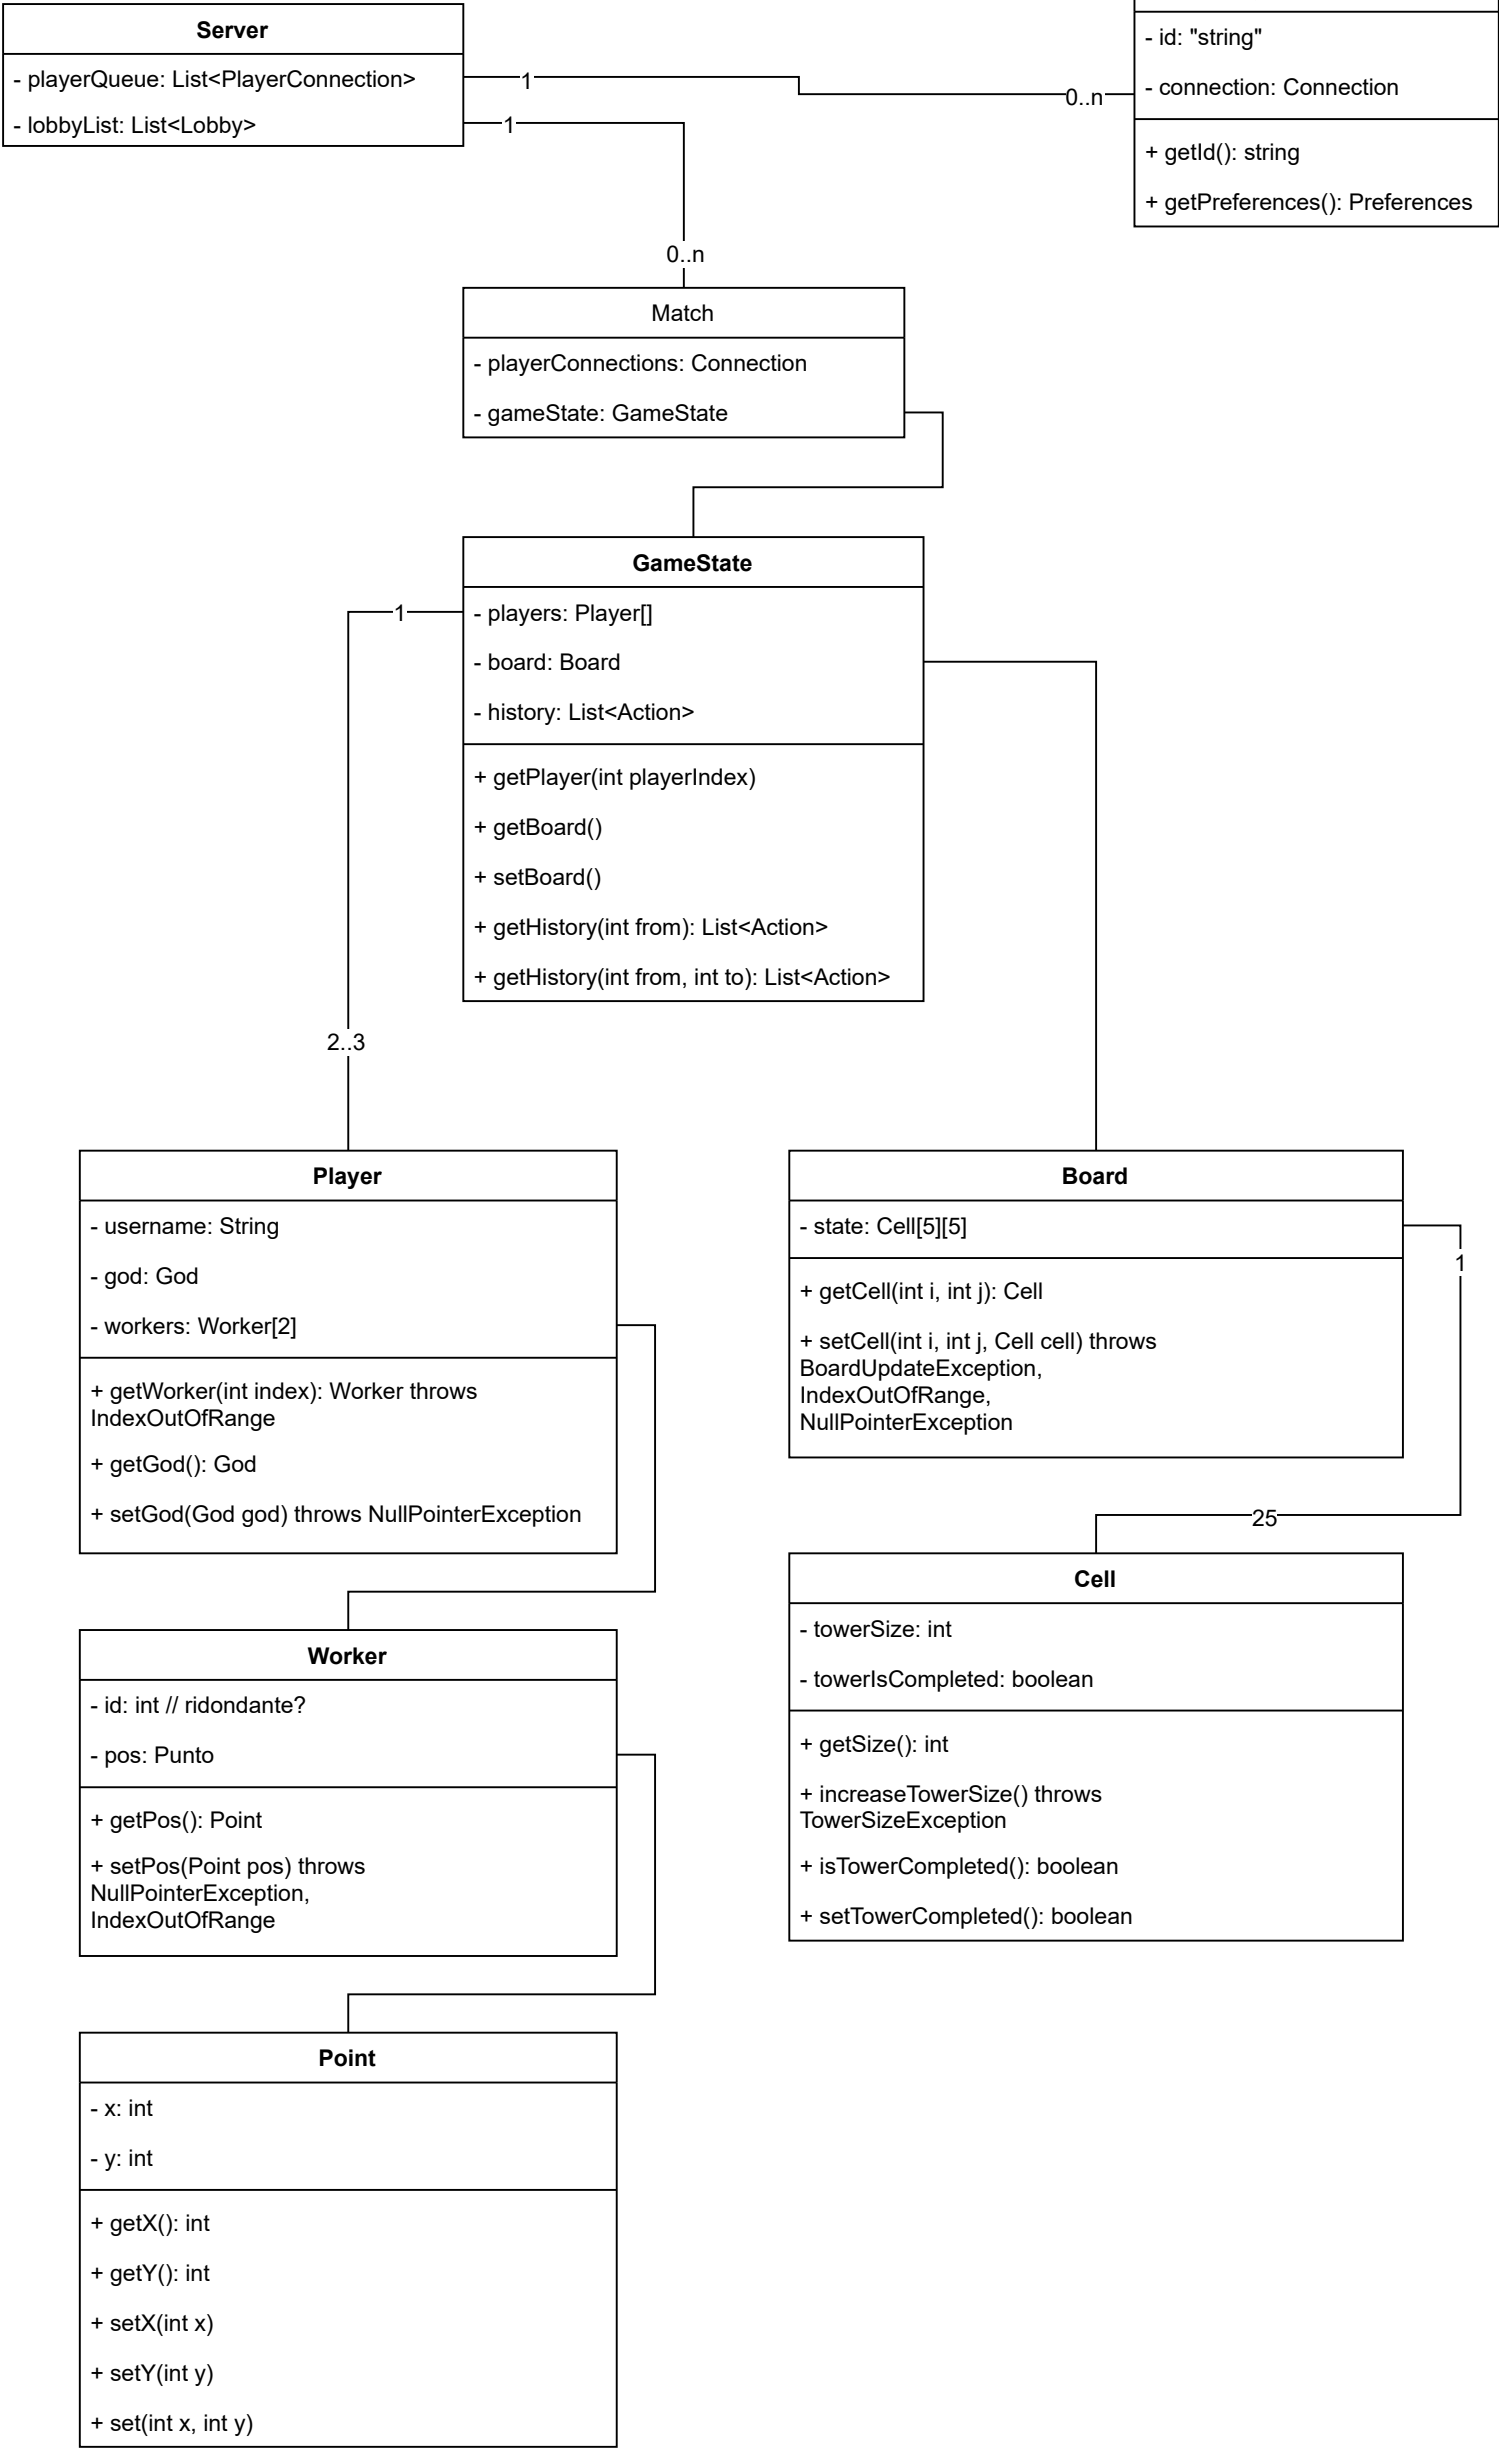 Server
- playerQueue: List<PlayerConnection>
- lobbyList: List<Lobby>
1
0..n
1
0..n
- id: "string"
- connection: Connection
+ getId(): string
+ getPreferences(): Preferences
Match
- playerConnections: Connection
- gameState: GameState
GameState
- players: Player[]
- board: Board
- history: List<Action>
+ getPlayer(int playerIndex)
+ getBoard()
+ setBoard()
+ getHistory(int from): List<Action>
+ getHistory(int from, int to): List<Action>
1
2..3
Player
- username: String
- god: God
- workers: Worker[2]
+ getWorker(int index): Worker throws
IndexOutOfRange
+ getGod(): God
+ setGod(God god) throws NullPointerException
Board
- state: Cell[5][5]
+ getCell(int i, int j): Cell
+ setCell(int i, int j, Cell cell) throws
BoardUpdateException,
IndexOutOfRange,
NullPointerException
1
25
Worker
- id: int // ridondante?
- pos: Punto
+ getPos(): Point
+ setPos(Point pos) throws
NullPointerException,
IndexOutOfRange
Cell
- towerSize: int
- towerIsCompleted: boolean
+ getSize(): int
+ increaseTowerSize() throws
TowerSizeException
+ isTowerCompleted(): boolean
+ setTowerCompleted(): boolean
Point
- x: int
- y: int
+ getX(): int
+ getY(): int
+ setX(int x)
+ setY(int y)
+ set(int x, int y)